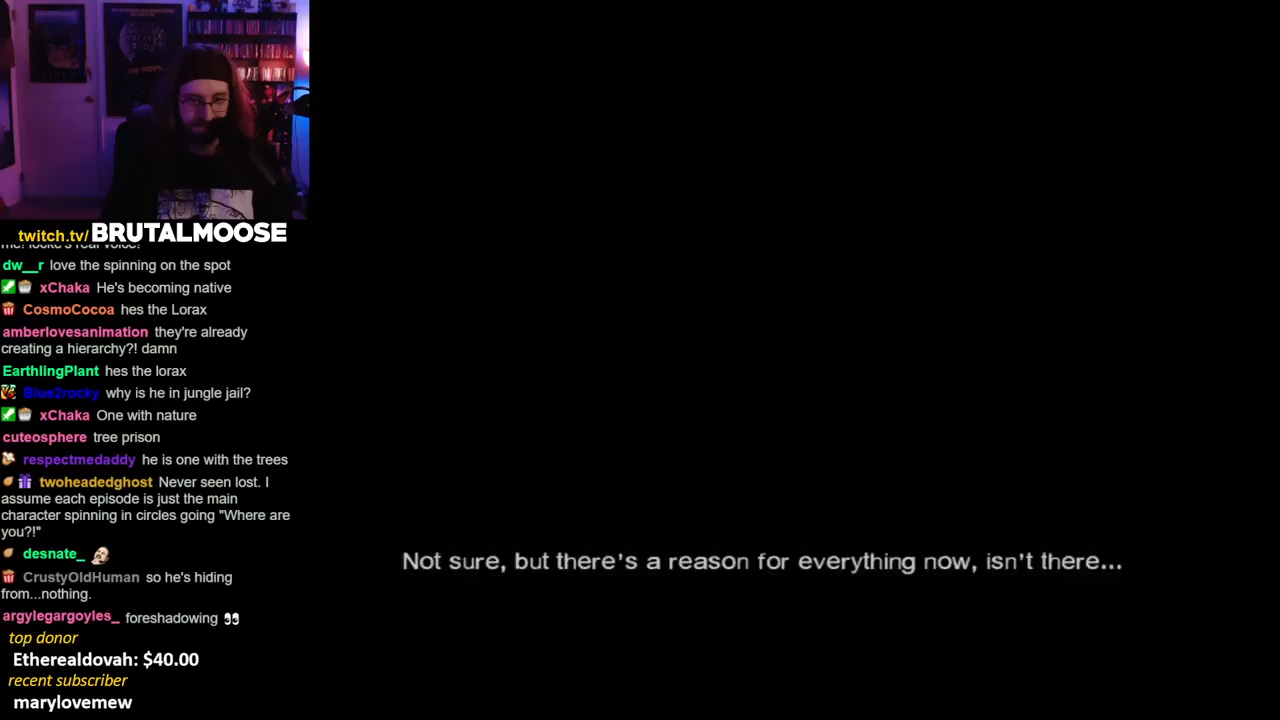 twitch.tv/BRUTALMOOSE
me! locke's real voice!
dw__r love the spinning on the spot
xChaka He's becoming native
CosmoCocoa hes the Lorax
amberlovesanimation they're already
creating a hierarchy?! damn
EarthlingPlant hes the lorax
Blue2rocky why is he in jungle jail?
xChaka One with nature
cuteosphere tree prison
respectmedaddy he is one with the trees
twoheadedghost Never seen lost. I
assume each episode is just the main
character spinning in circles going "Where are
you?!"
desnate_
CrustyOldHuman so he's hiding
from...nothing.
argylegargoyles_ foreshadowing 👀
top donor
Etherealdovah: $40.00
recent subscriber
marylovemew
Not sure, but there's a reason for everything now, isn't there...